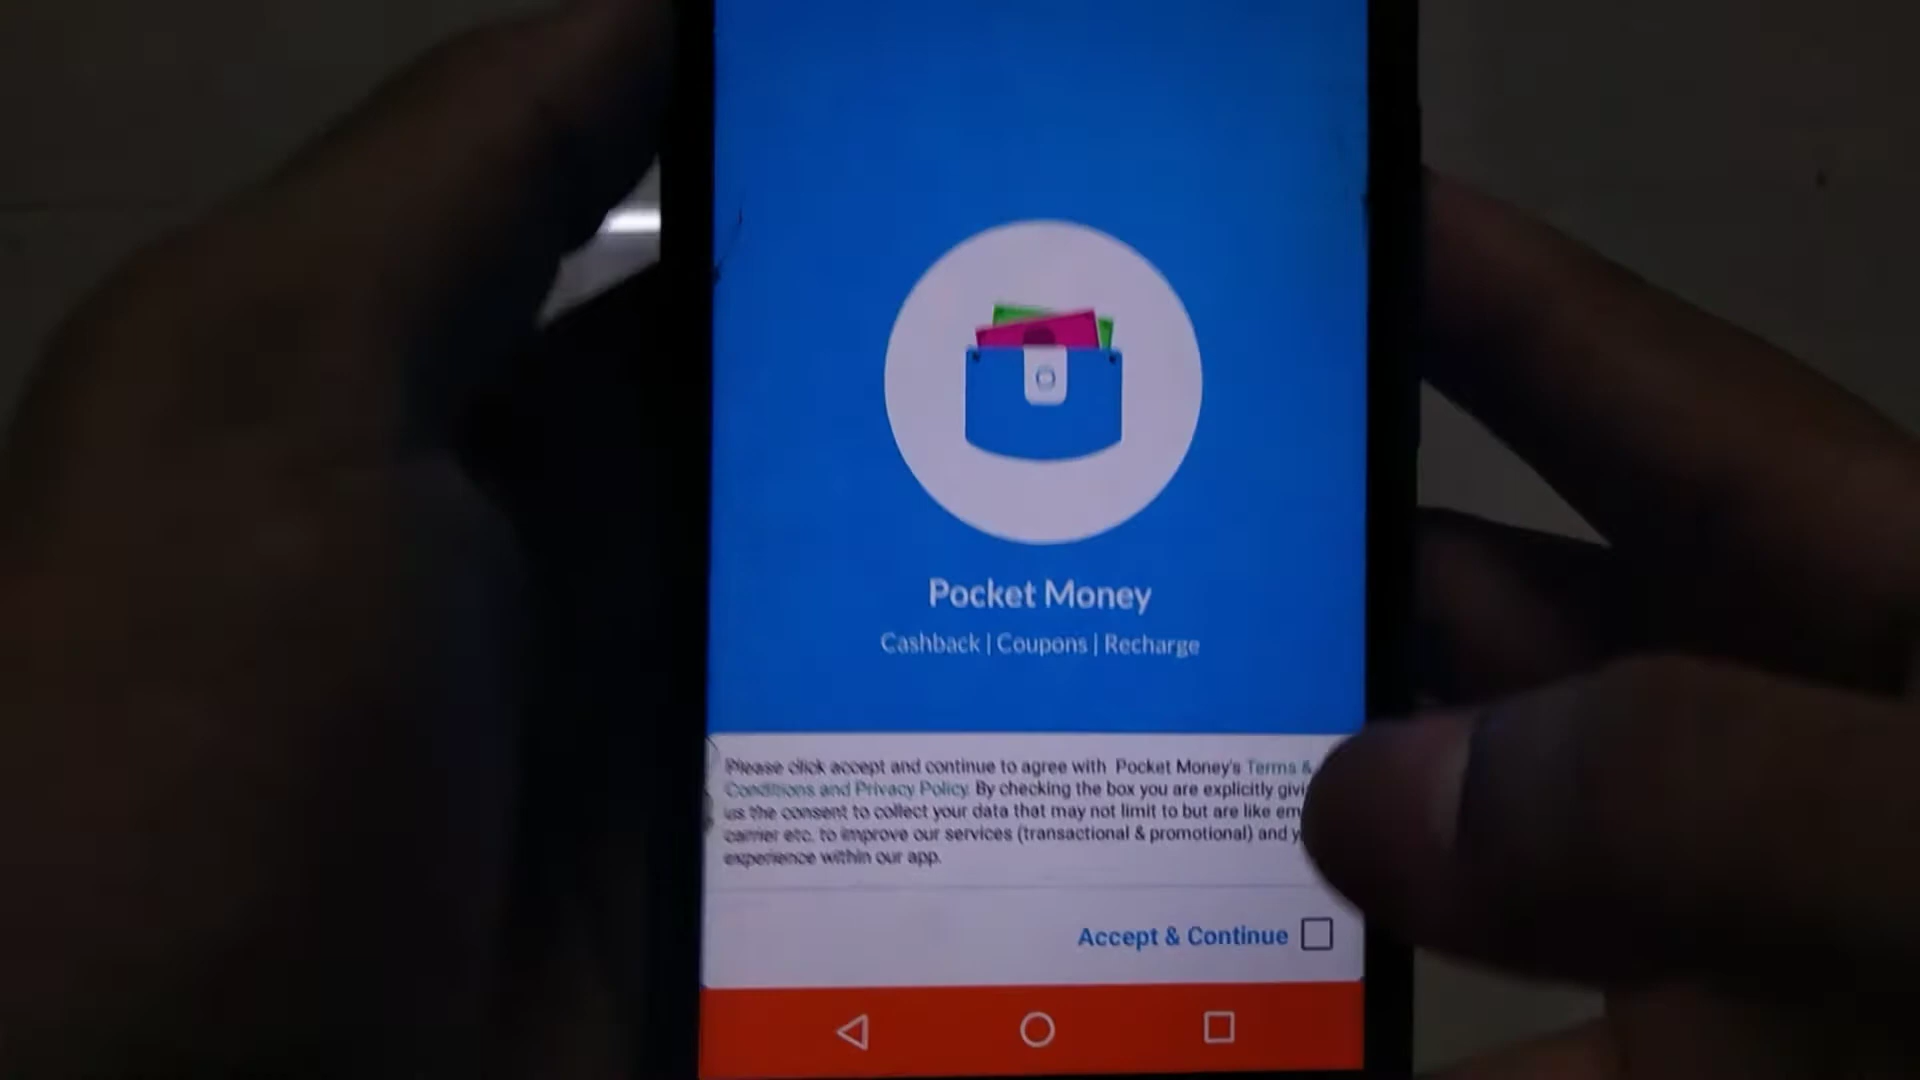 Pocket Money
Cashback | Coupons | Recharge
Please click accept and continue to agree with Pocket Money's Terms &
Conditions and Privacy Policy. By checking the box you are explicitly
us the consent to collect your data that may not limit to but are like
carrier etc. to improve our services (transactional & promotional) and
experience within our app.
Accept & Continue